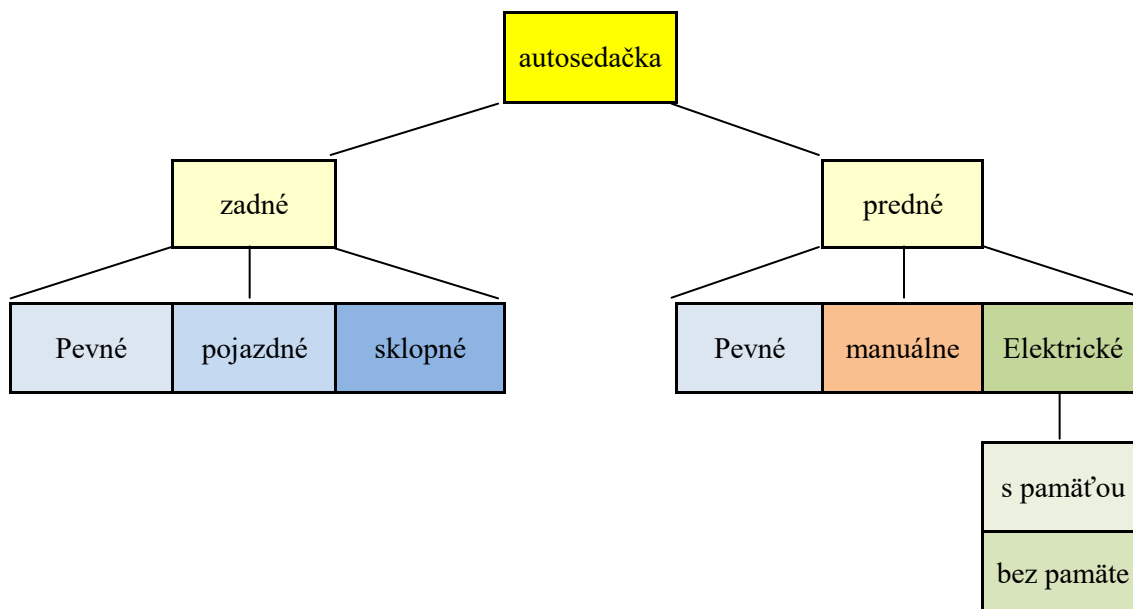 autosedačka
zadné
predné
Pevné
pojazdné
sklopné
Pevné
manuálne
Elektrické
s pamäťou
bez pamäte